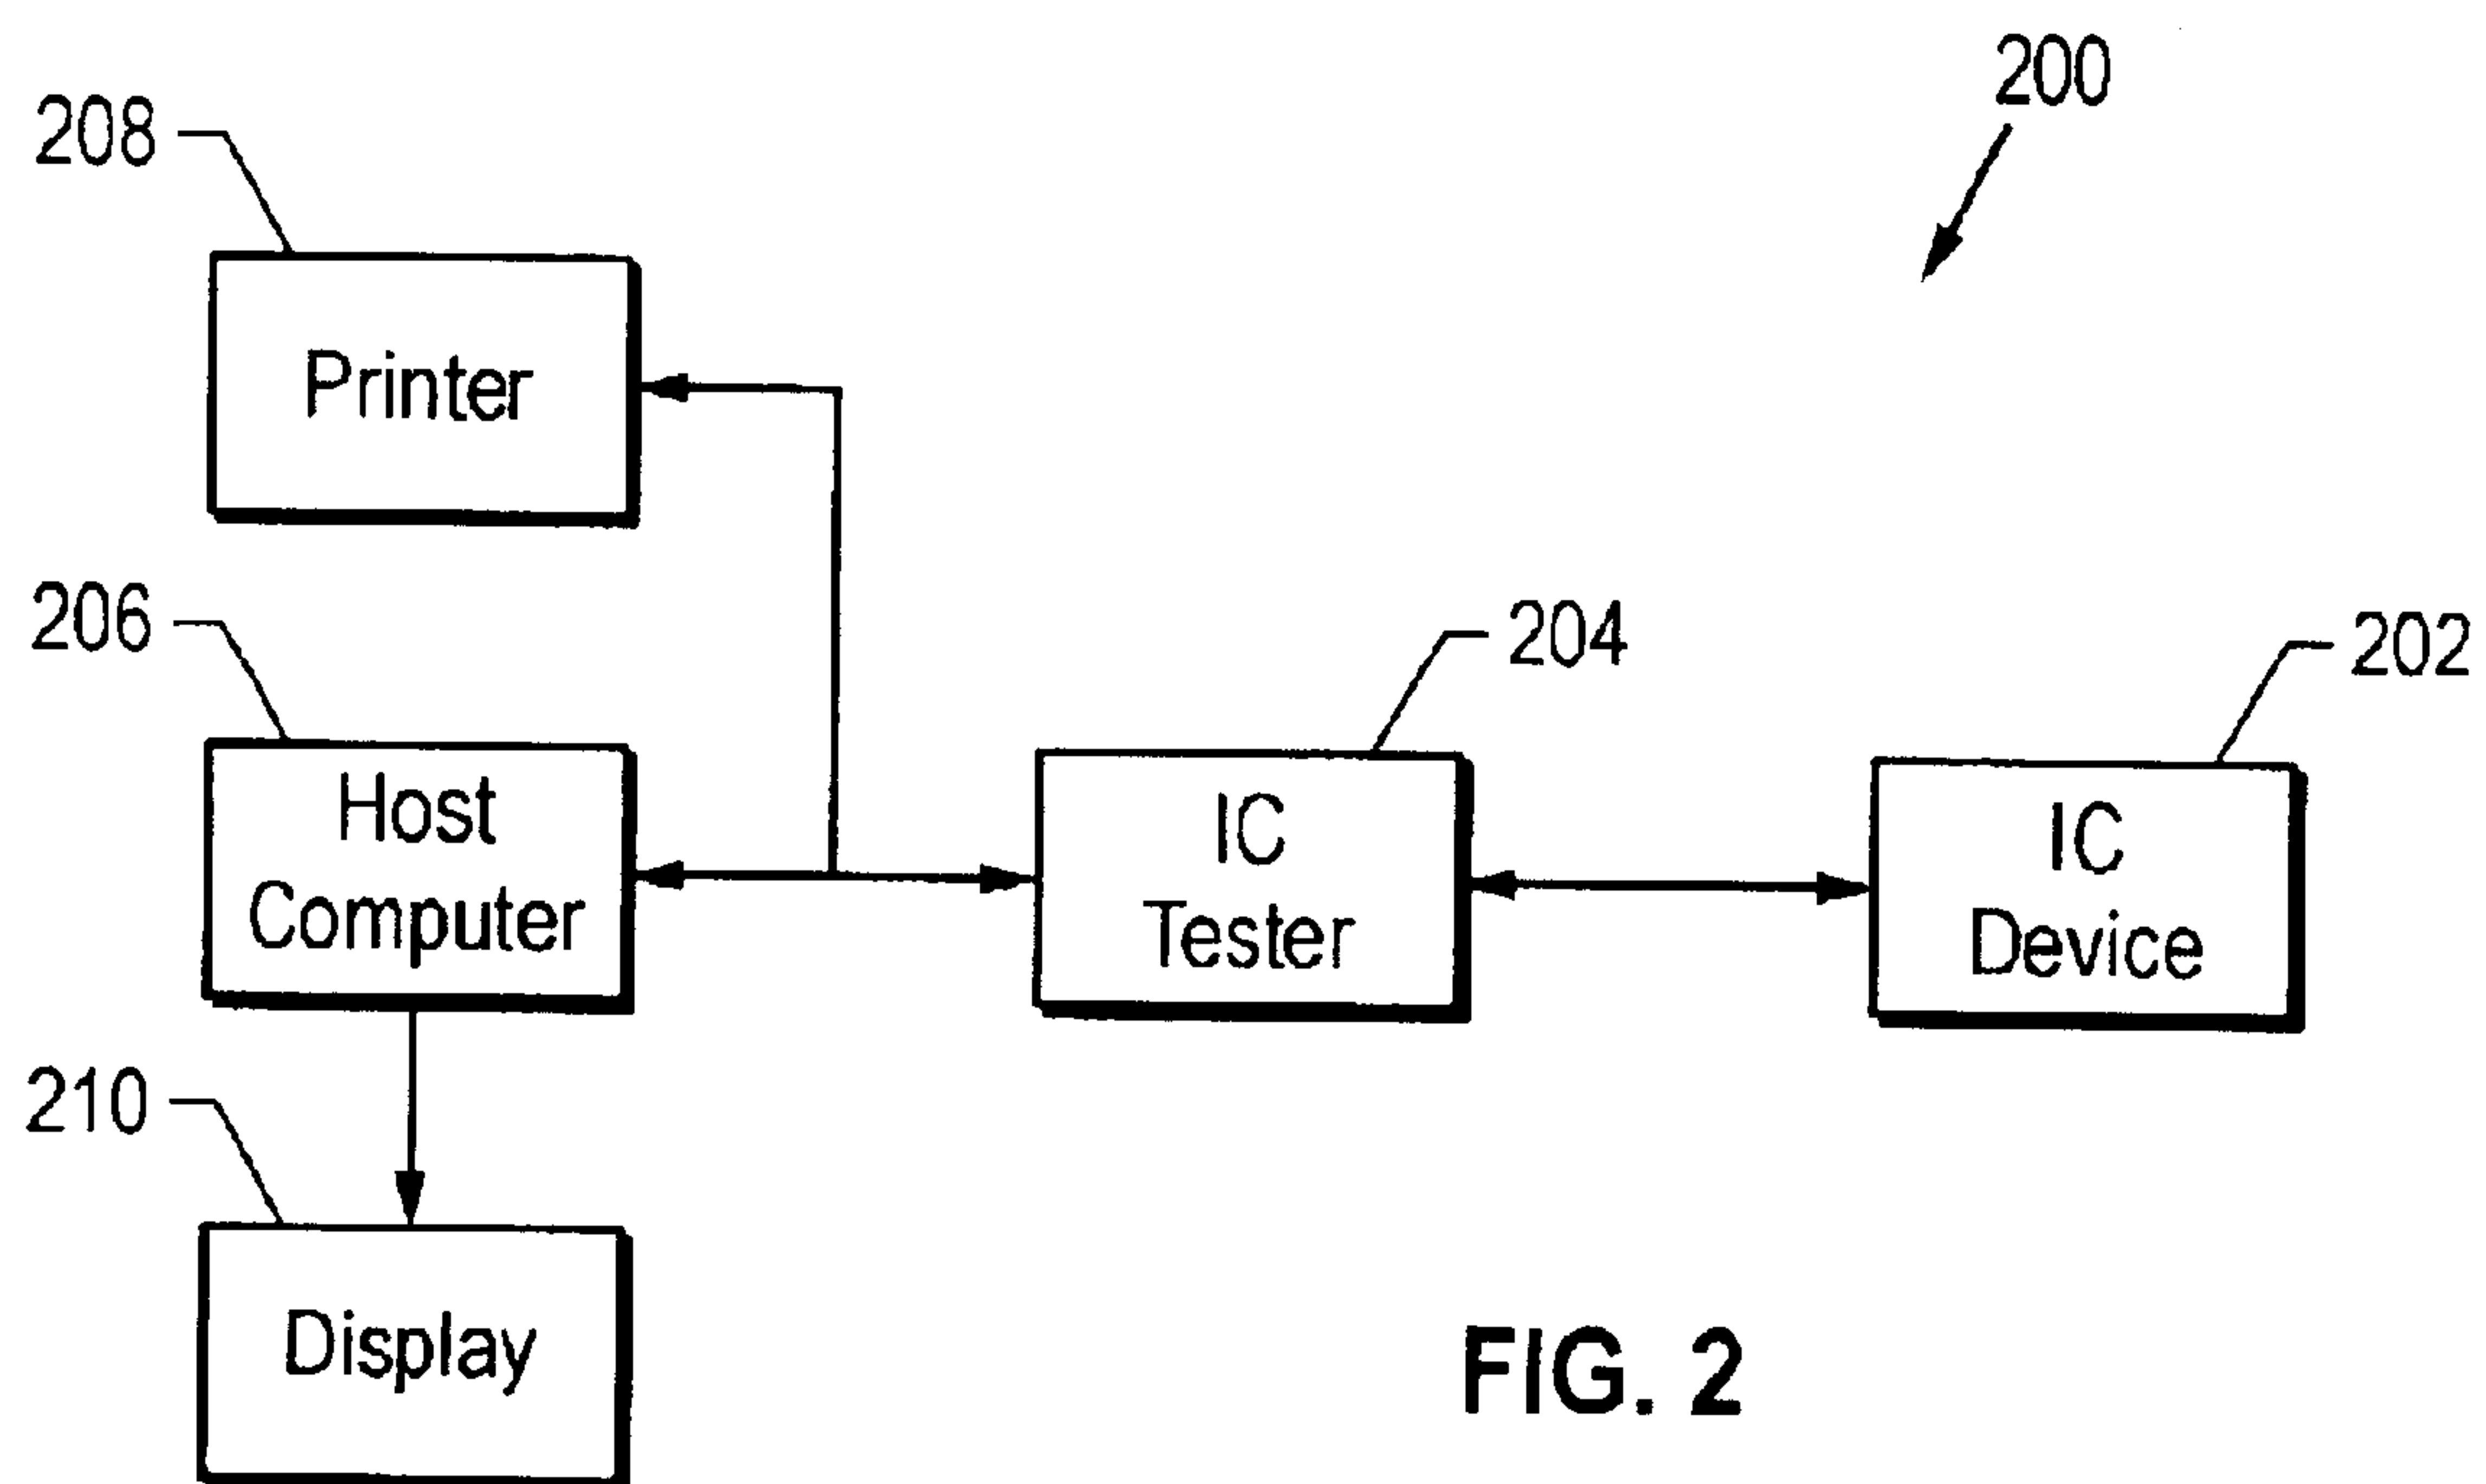 200
208
Printer
206
204
202
Host
Computer
IC
Tester
IC
Device
210
Display
FIG. 2